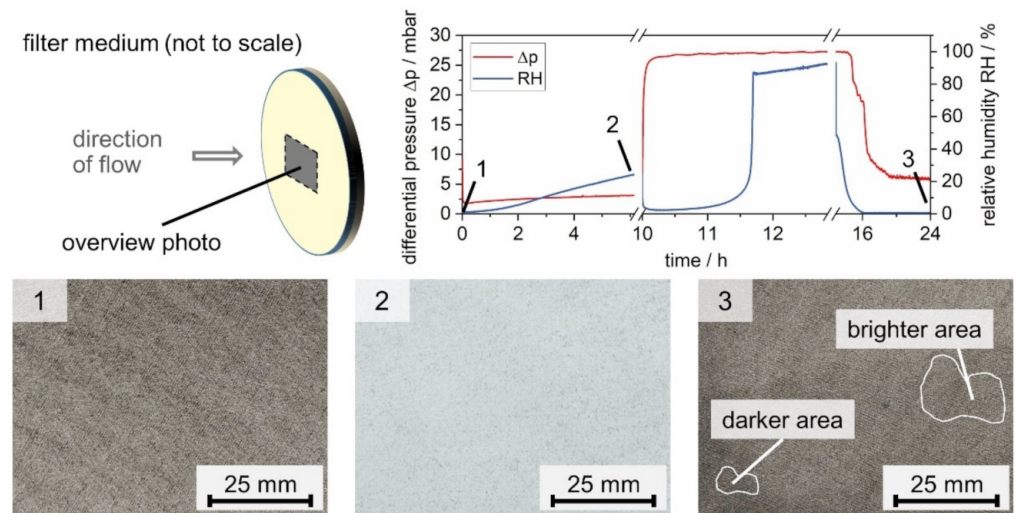 filter medium (not to scale)
direction
of flow
overview photo
differential pressure Δp / mbar
30
25
20
15
10
5
0
Δp
RH
1
2
3
100
80
60
40
20
0
relative humidity RH / %
0
2
4
6
10
11
12
16
24
time / h
1
25 mm
2
25 mm
3
brighter area
darker area
25 mm